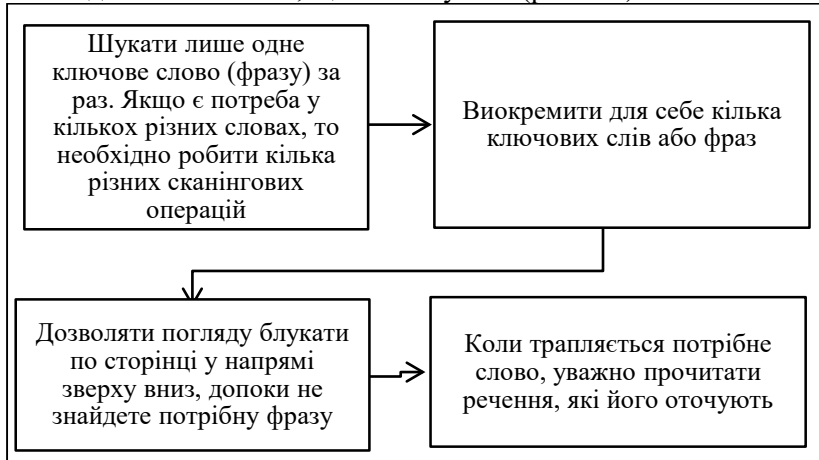 Шукати лише одне
ключове слово (фразу) за
раз. Якщо є потреба у
кількох різних словах, то
необхідно робити кілька
різних сканінгових
операцій
Виокремити для себе кілька
ключових слів або фраз
Дозволяти погляду блукати
по сторінці у напрямі
зверху вниз, допоки не
знайдете потрібну фразу
Коли трапляється потрібне
слово, уважно прочитати
речення, які його оточують